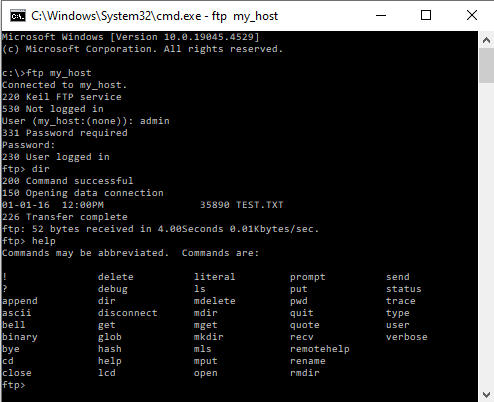 C:\Windows\System32\cmd.exe - ftp  my_host
Microsoft Windows [Version 10.0.19045.4529]
(c) Microsoft Corporation. All rights reserved.
c:\>ftp my_host
Connected to my_host.
220 Keil FTP service
530 Not logged in
User (my_host:(none)): admin
331 Password required
Password:
230 User logged in
ftp> dir
200 Command successful
150 Opening data connection
01-01-16  12:00PM                35890 TEST.TXT
226 Transfer complete
ftp: 52 bytes received in 4.00Seconds 0.01Kbytes/sec.
ftp> help
Commands may be abbreviated.  Commands are:
!               delete          literal         prompt          send
?               debug           ls              put             status
append          dir             mdelete         pwd             trace
ascii           disconnect      mdir            quit            type
bell            get             mget            quote           user
binary          glob            mkdir           recv            verbose
bye             hash            mls             remotehelp
cd              help            mput            rename
close           lcd             open            rmdir
ftp>